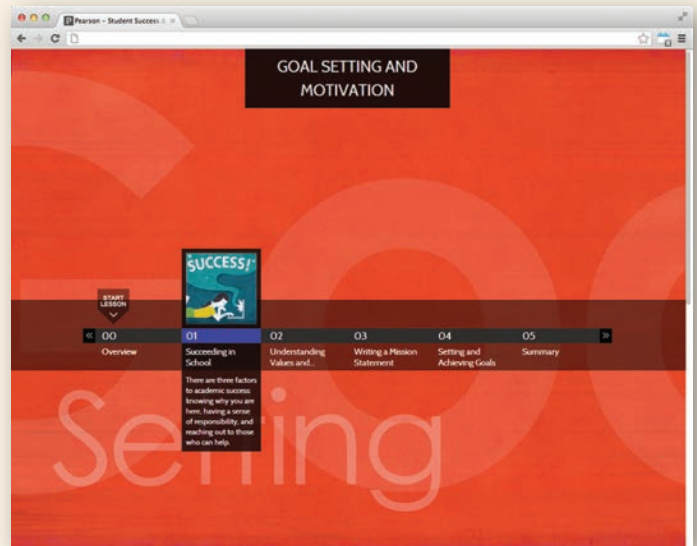 Pearson – Student Success &
GOAL SETTING AND
MOTIVATION
Goo
SUCCESS!
START
LESSON
00
01
02
03
04
05
Overview
Succeeding in
School
Understanding
Values and...
Writing a Mission
Statement
Setting and
Achieving Goals
Summary
There are three factors
to academic success:
knowing why you are
here, having a sense
of responsibility, and
reaching out to those
who can help.
Setting